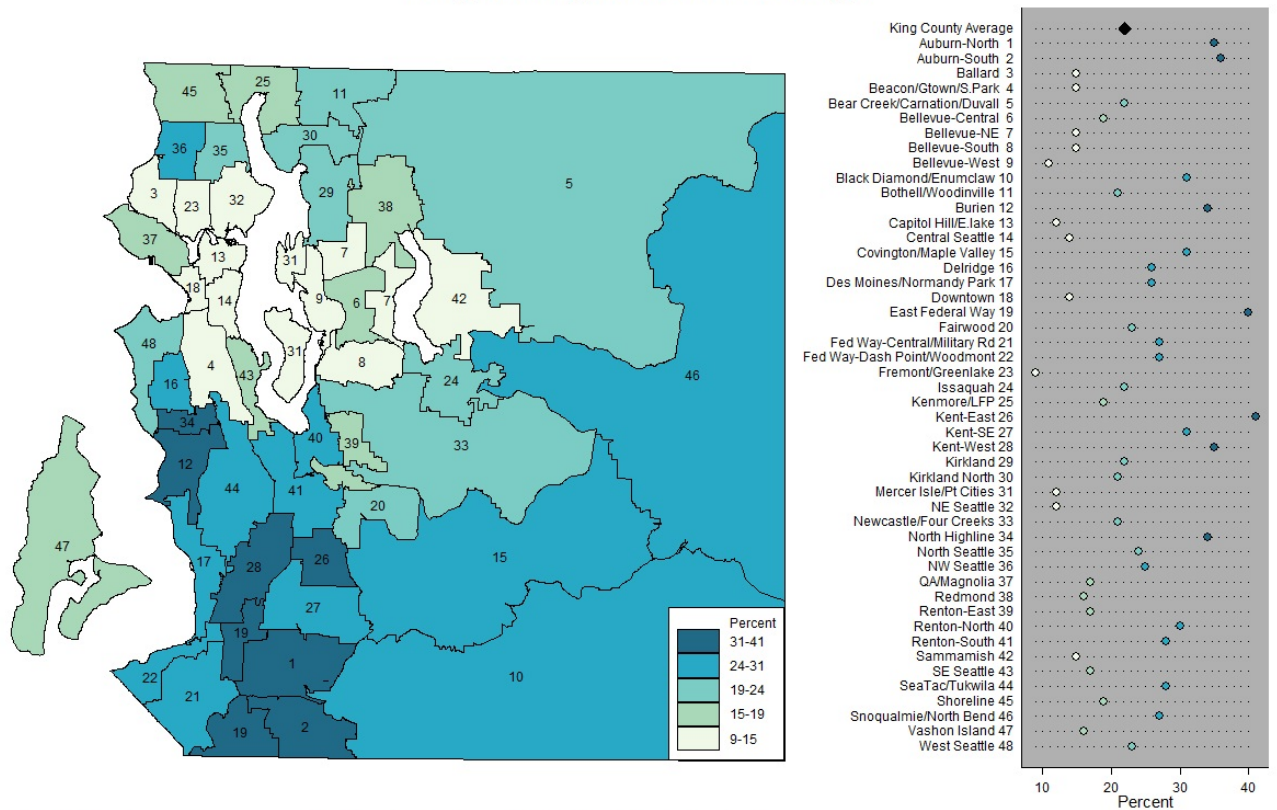 45
25
11
36
35
30
5
3
23
32
29
38
37
13
31
7
18
14
9
6
7
42
48
4
43
31
8
16
24
46
34
40
39
33
12
44
41
20
47
17
28
26
15
27
19
1
22
21
10
19
2
Percent
31-41
24-31
19-24
15-19
9-15
King County Average
Auburn-North 1
Auburn-South 2
Ballard 3
Beacon/Gtown/S.Park 4
Bear Creek/Carnation/Duvall 5
Bellevue-Central 6
Bellevue-NE 7
Bellevue-South 8
Bellevue-West 9
Black Diamond/Enumclaw 10
Bothell/Woodinville 11
Burien 12
Capitol Hill/E.lake 13
Central Seattle 14
Covington/Maple Valley 15
Delridge 16
Des Moines/Normandy Park 17
Downtown 18
East Federal Way 19
Fairwood 20
Fed Way-Central/Military Rd 21
Fed Way-Dash Point/Woodmont 22
Fremont/Greenlake 23
Issaquah 24
Kenmore/LFP 25
Kent-East 26
Kent-SE 27
Kent-West 28
Kirkland 29
Kirkland North 30
Mercer Isle/Pt Cities 31
NE Seattle 32
Newcastle/Four Creeks 33
North Highline 34
North Seattle 35
NW Seattle 36
QA/Magnolia 37
Redmond 38
Renton-East 39
Renton-North 40
Renton-South 41
Sammamish 42
SE Seattle 43
SeaTac/Tukwila 44
Shoreline 45
Snoqualmie/North Bend 46
Vashon Island 47
West Seattle 48
10 20 30 40
Percent